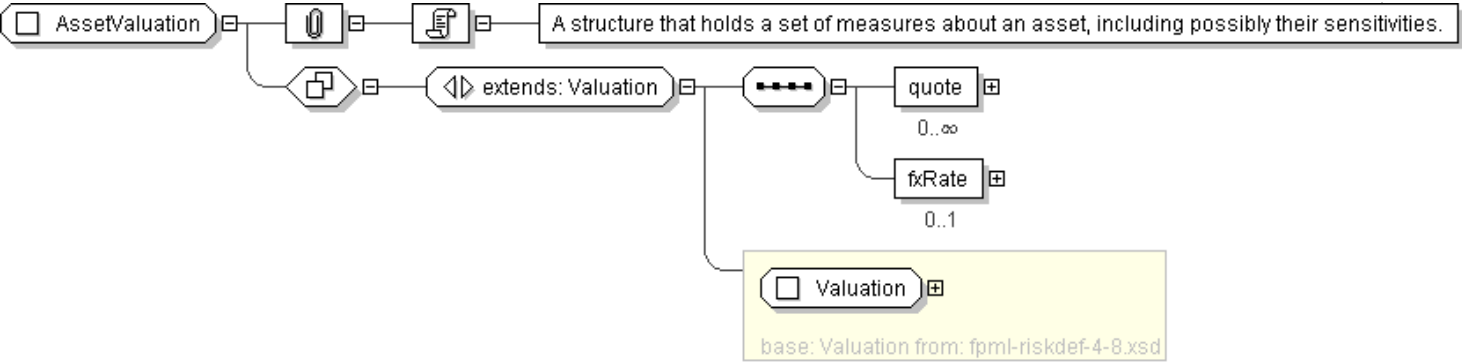 AssetValuation
A structure that holds a set of measures about an asset, including possibly their sensitivities.
extends: Valuation
quote
0..∞
fxRate
0..1
Valuation
base: Valuation from: fpml-riskdef-4-8.xsd